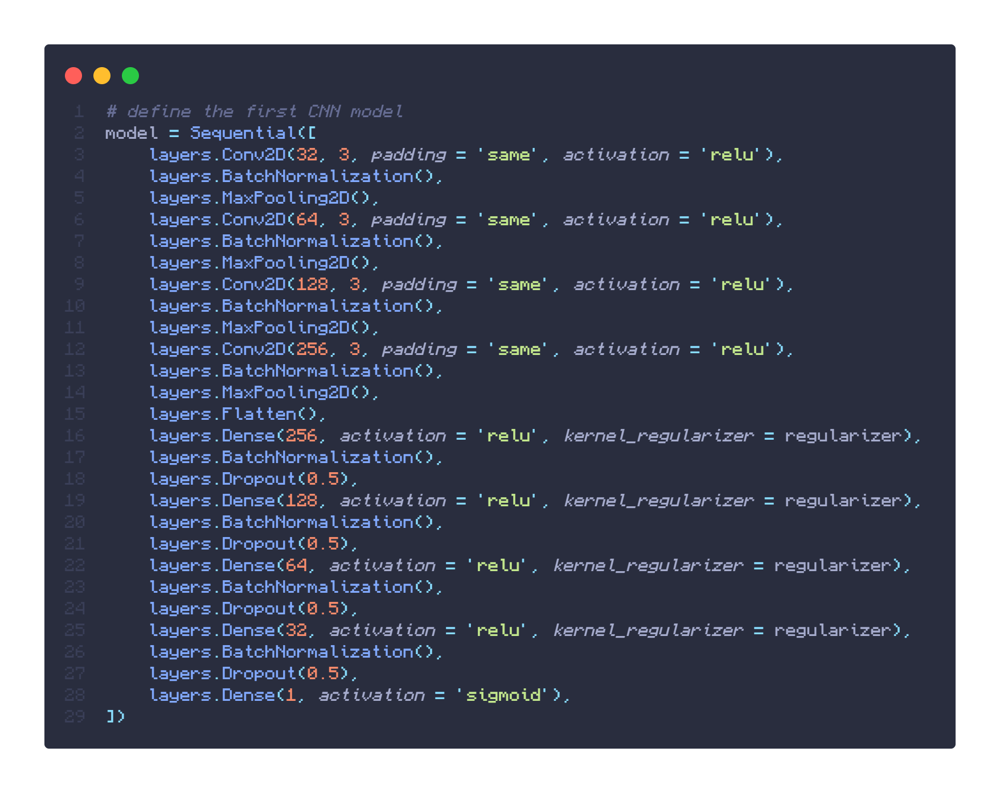 1 # define the first CNN model
2 model = Sequential([
3     layers.Conv2D(32, 3, padding = 'same', activation = 'relu'),
4     layers.BatchNormalization(),
5     layers.MaxPooling2D(),
6     layers.Conv2D(64, 3, padding = 'same', activation = 'relu'),
7     layers.BatchNormalization(),
8     layers.MaxPooling2D(),
9     layers.Conv2D(128, 3, padding = 'same', activation = 'relu'),
10     layers.BatchNormalization(),
11     layers.MaxPooling2D(),
12     layers.Conv2D(256, 3, padding = 'same', activation = 'relu'),
13     layers.BatchNormalization(),
14     layers.MaxPooling2D(),
15     layers.Flatten(),
16     layers.Dense(256, activation = 'relu', kernel_regularizer = regularizer),
17     layers.BatchNormalization(),
18     layers.Dropout(0.5),
19     layers.Dense(128, activation = 'relu', kernel_regularizer = regularizer),
20     layers.BatchNormalization(),
21     layers.Dropout(0.5),
22     layers.Dense(64, activation = 'relu', kernel_regularizer = regularizer),
23     layers.BatchNormalization(),
24     layers.Dropout(0.5),
25     layers.Dense(32, activation = 'relu', kernel_regularizer = regularizer),
26     layers.BatchNormalization(),
27     layers.Dropout(0.5),
28     layers.Dense(1, activation = 'sigmoid'),
29 ])